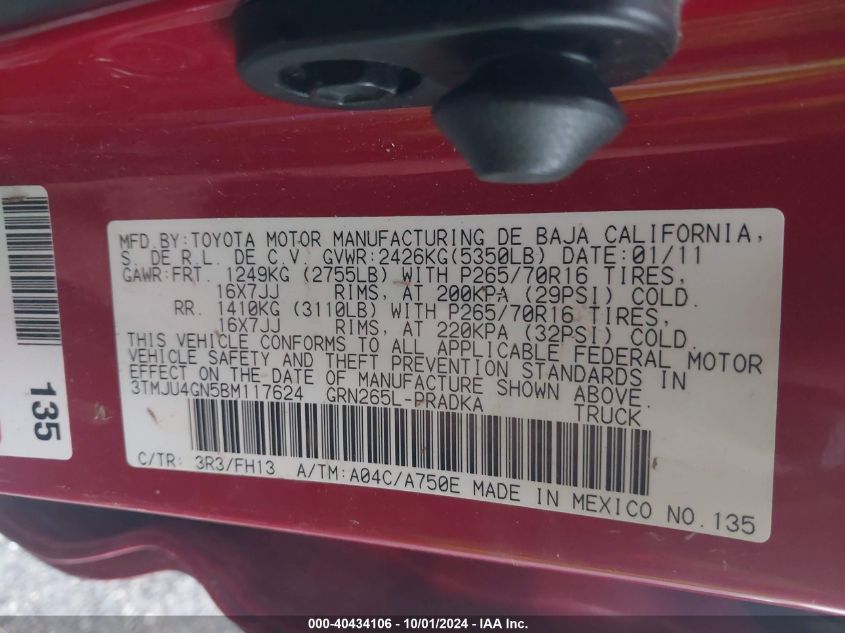 MFD.BY:TOYOTA MOTOR MANUFACTURING DE BAJA CALIFORNIA,
S. DE R.L. DE C.V. GVWR:2426KG(5350LB) DATE:01/11
GAWR:FRT. 1249KG (2755LB) WITH P265/70R16 TIRES,
16X7JJ RIMS, AT 200KPA (29PSI) COLD.
RR. 1410KG (3110LB) WITH P265/70R16 TIRES,
16X7JJ RIMS, AT 220KPA (32PSI) COLD.
THIS VEHICLE CONFORMS TO ALL APPLICABLE FEDERAL MOTOR
VEHICLE SAFETY AND THEFT PREVENTION STANDARDS IN
EFFECT ON THE DATE OF MANUFACTURE SHOWN ABOVE.
3TMJU4GN5BM117624 GRN265L-PRADKA TRUCK
C/TR: 3R3/FH13 A/TM:A04C/A750E MADE IN MEXICO NO.135
135
000-40434106 - 10/01/2024 - IAA Inc.